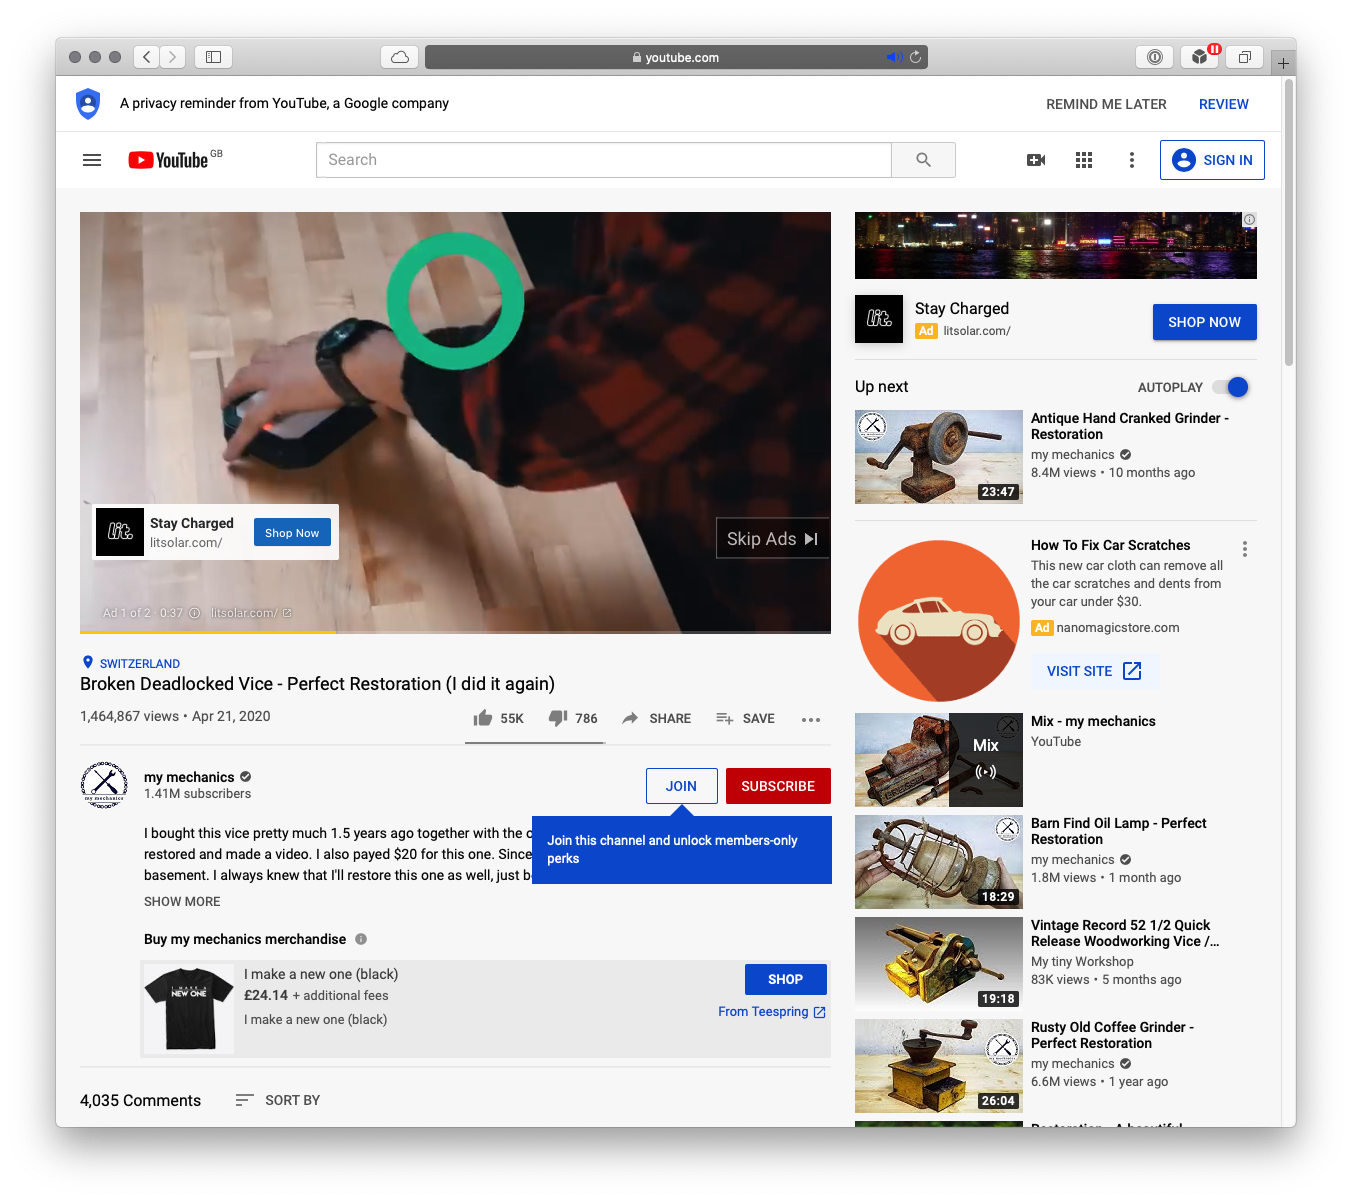 youtube.com
A privacy reminder from YouTube, a Google company
REMIND ME LATER
REVIEW
YouTube GB
Search
SIGN IN
Stay Charged
litsolar.com/
Shop Now
lit.
Skip Ads
Ad 1 of 2 · 0:37
litsolar.com/
SWITZERLAND
Broken Deadlocked Vice - Perfect Restoration (I did it again)
1,464,867 views • Apr 21, 2020
55K
786
SHARE
SAVE
my mechanics
1.41M subscribers
JOIN
SUBSCRIBE
Join this channel and unlock members-only
perks
I bought this vice pretty much 1.5 years ago together with the
restored and made a video. I also payed $20 for this one. Since
basement. I always knew that I'll restore this one as well, just
SHOW MORE
Buy my mechanics merchandise
I MAKE A
NEW ONE
I make a new one (black)
£24.14 + additional fees
I make a new one (black)
SHOP
From Teespring
4,035 Comments
SORT BY
lit.
Stay Charged
Ad litsolar.com/
SHOP NOW
Up next
AUTOPLAY
23:47
Antique Hand Cranked Grinder -
Restoration
my mechanics
8.4M views • 10 months ago
How To Fix Car Scratches
This new car cloth can remove all
the car scratches and dents from
your car under $30.
Ad nanomagicstore.com
VISIT SITE
Mix
Mix - my mechanics
YouTube
18:29
Barn Find Oil Lamp - Perfect
Restoration
my mechanics
1.8M views • 1 month ago
19:18
Vintage Record 52 1/2 Quick
Release Woodworking Vice /...
My tiny Workshop
83K views • 5 months ago
26:04
Rusty Old Coffee Grinder -
Perfect Restoration
my mechanics
6.6M views • 1 year ago